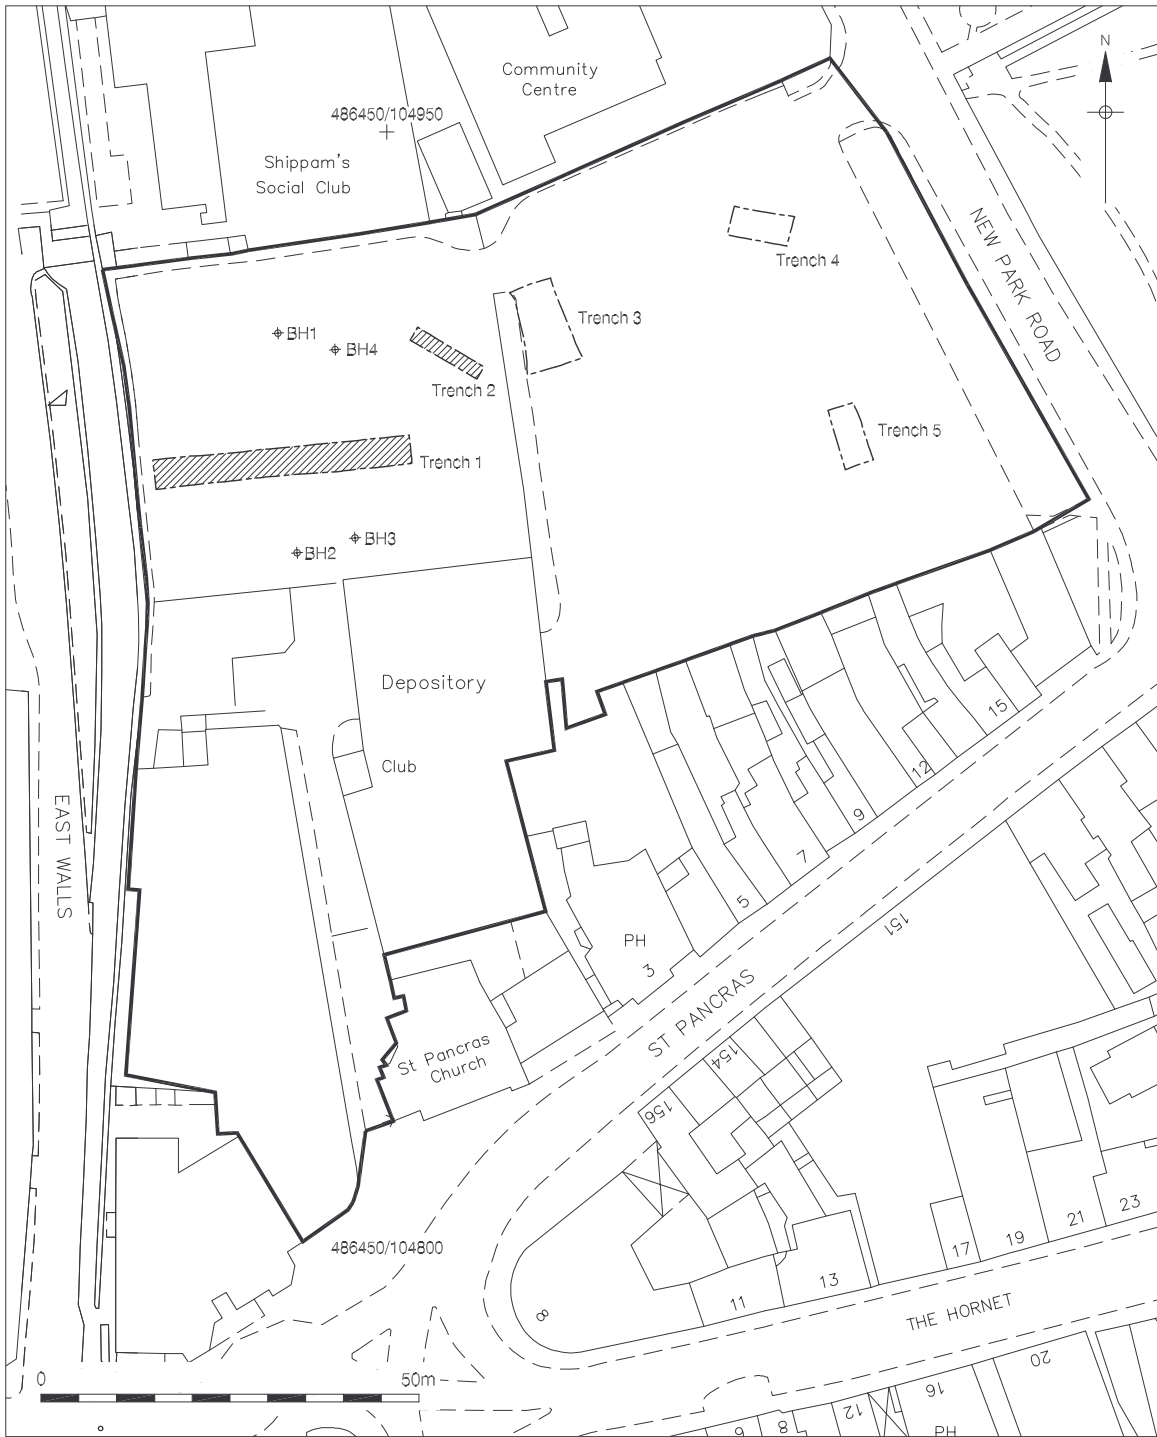 Community
Centre
N
486450/104950
Shippam's
Social Club
NEW PARK ROAD
Trench 4
Trench 3
BH1
BH4
Trench 2
Trench 5
Trench 1
BH3
BH2
Depository
Club
15
12
9
7
5
EAST WALLS
PH
3
151
ST PANCRAS
St Pancras
Church
154
156
486450/104800
23
21
19
17
13
11
8
THE HORNET
0
50m
20
16
12
8
6
PH